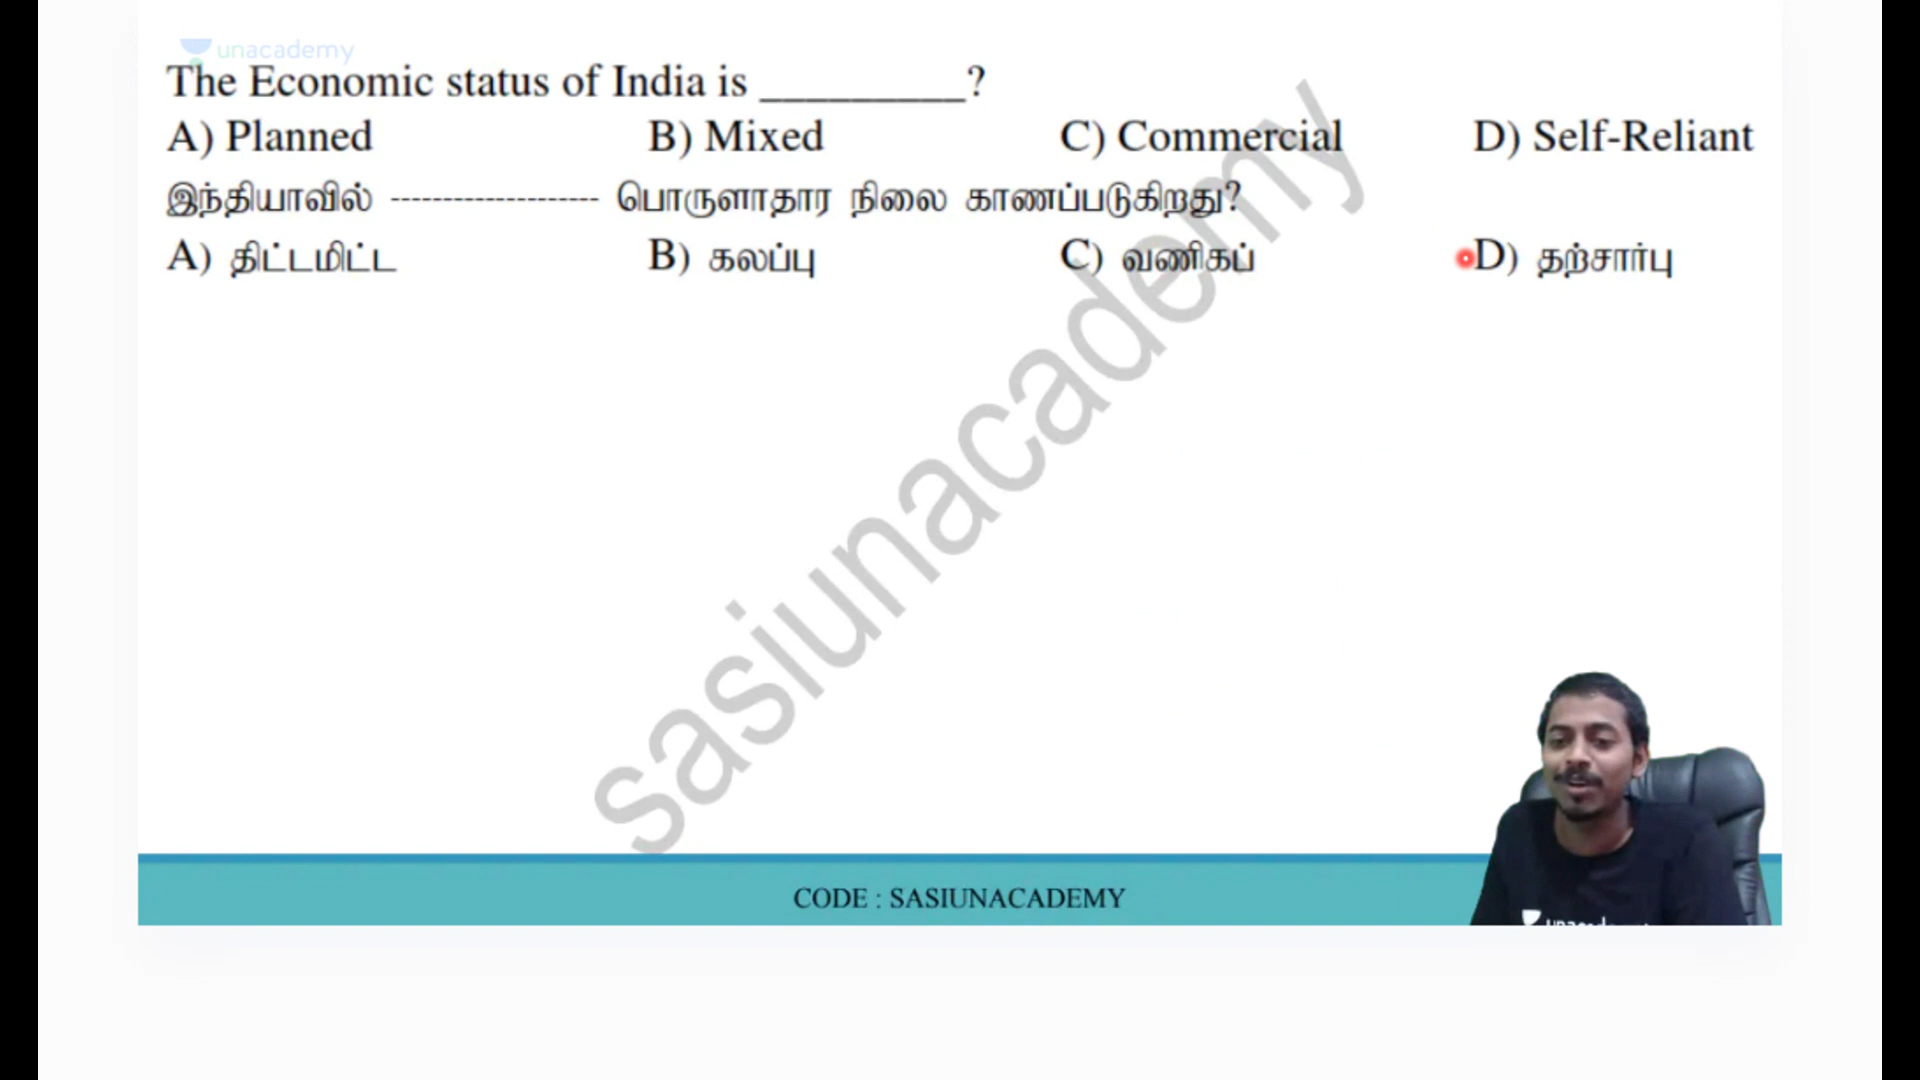 unacademy
The Economic status of India is _________?
A) Planned B) Mixed C) Commercial D) Self-Reliant
இந்தியாவில் -------------------- பொருளாதார நிலை காணப்படுகிறது?
A) திட்டமிட்ட B) கலப்பு C) வணிகப் D) தற்சார்பு
sasiunacademy
CODE : SASIUNACADEMY